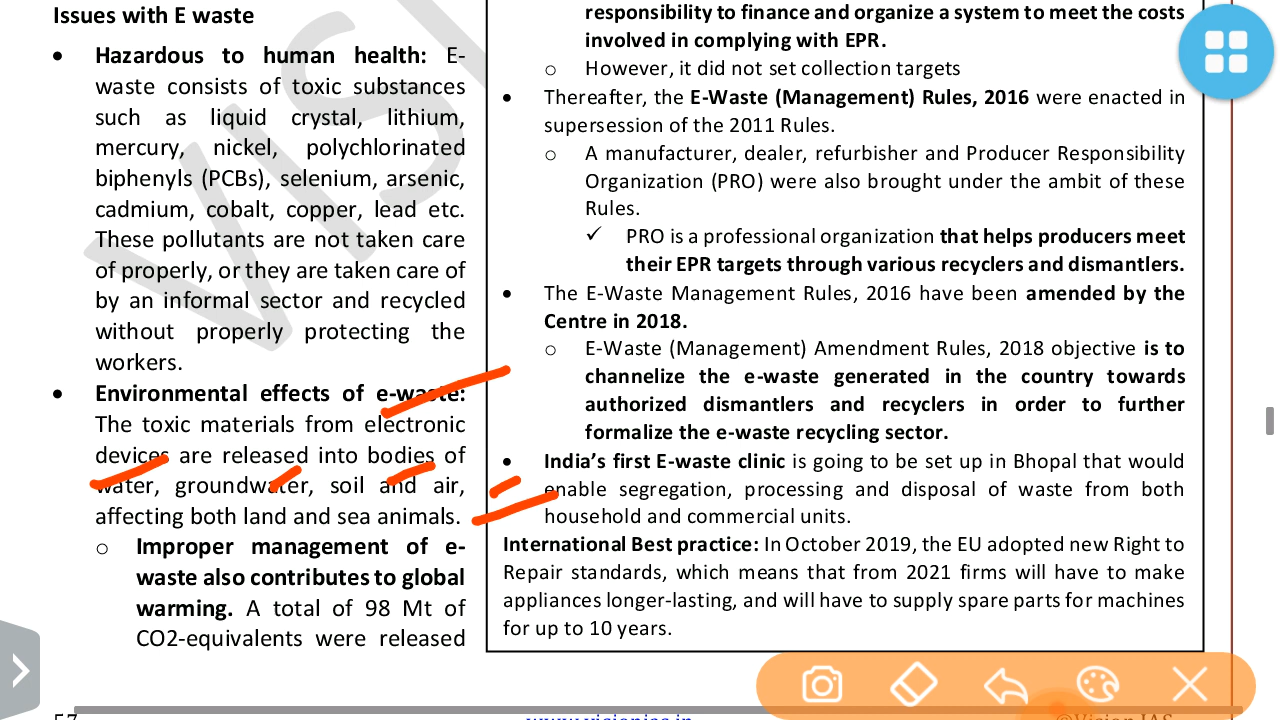 Issues with E waste
• Hazardous to human health: E-
waste consists of toxic substances
such as liquid crystal, lithium,
mercury, nickel, polychlorinated
biphenyls (PCBs), selenium, arsenic,
cadmium, cobalt, copper, lead etc.
These pollutants are not taken care
of properly, or they are taken care of
by an informal sector and recycled
without properly protecting the
workers.
• Environmental effects of e-waste:
The toxic materials from electronic
devices are released into bodies of
water, groundwater, soil and air,
affecting both land and sea animals.
o Improper management of e-
waste also contributes to global
warming. A total of 98 Mt of
CO2-equivalents were released
responsibility to finance and organize a system to meet the costs
involved in complying with EPR.
o However, it did not set collection targets
• Thereafter, the E-Waste (Management) Rules, 2016 were enacted in
supersession of the 2011 Rules.
o A manufacturer, dealer, refurbisher and Producer Responsibility
Organization (PRO) were also brought under the ambit of these
Rules.
✓ PRO is a professional organization that helps producers meet
their EPR targets through various recyclers and dismantlers.
• The E-Waste Management Rules, 2016 have been amended by the
Centre in 2018.
o E-Waste (Management) Amendment Rules, 2018 objective is to
channelize the e-waste generated in the country towards
authorized dismantlers and recyclers in order to further
formalize the e-waste recycling sector.
• India’s first E-waste clinic is going to be set up in Bhopal that would
enable segregation, processing and disposal of waste from both
household and commercial units.
International Best practice: In October 2019, the EU adopted new Right to
Repair standards, which means that from 2021 firms will have to make
appliances longer-lasting, and will have to supply spare parts for machines
for up to 10 years.
57
www.visionias.in
©Vision IAS